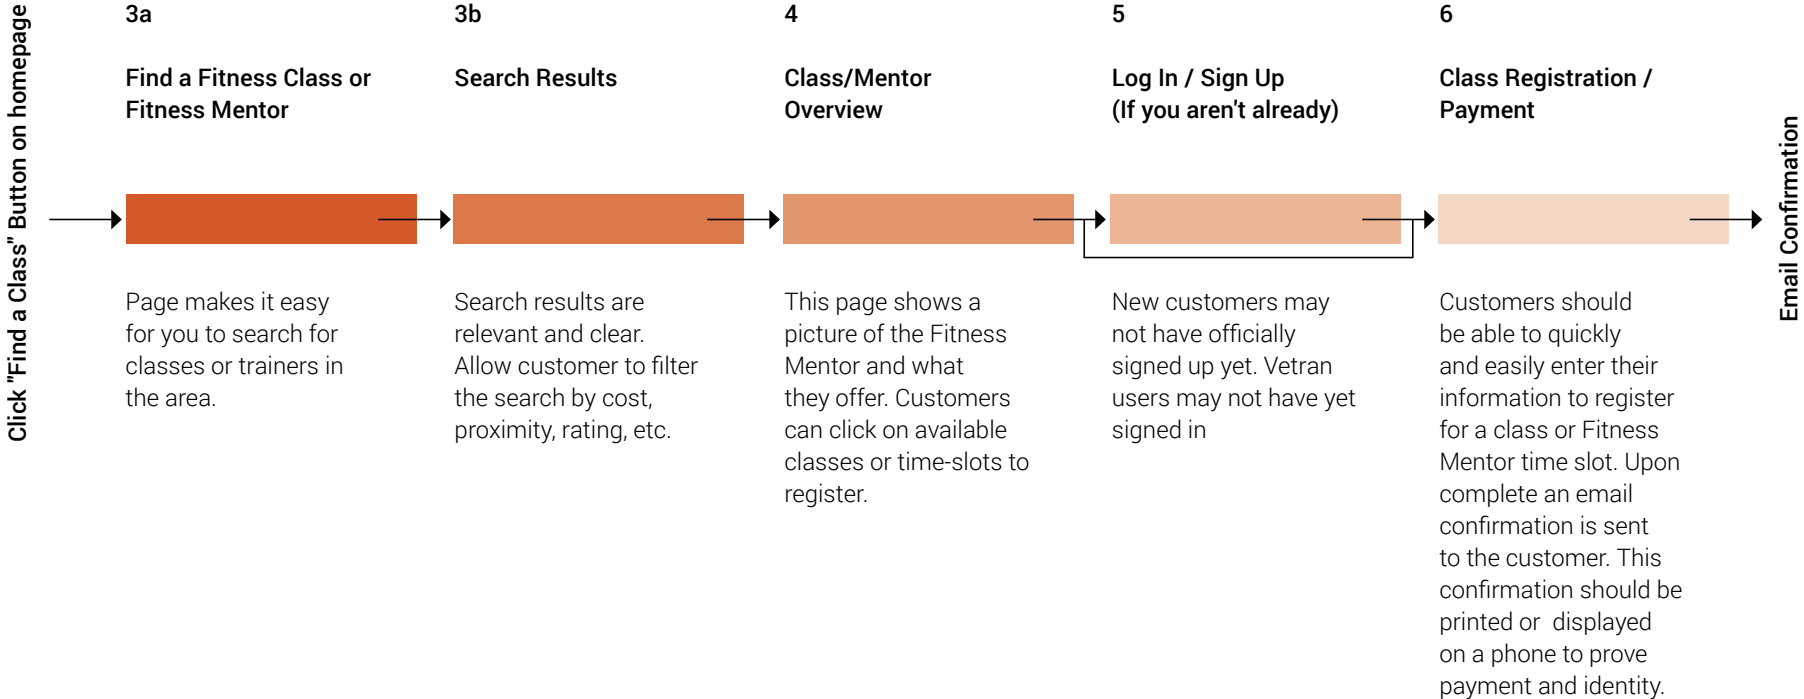 Click "Find a Class" Button on homepage
3a
Find a Fitness Class or
Fitness Mentor
Page makes it easy
for you to search for
classes or trainers in
the area.
3b
Search Results
Search results are
relevant and clear.
Allow customer to filter
the search by cost,
proximity, rating, etc.
4
Class/Mentor
Overview
This page shows a
picture of the Fitness
Mentor and what
they offer. Customers
can click on available
classes or time-slots to
register.
5
Log In / Sign Up
(If you aren't already)
New customers may
not have officially
signed up yet. Vetran
users may not have yet
signed in
6
Class Registration /
Payment
Customers should
be able to quickly
and easily enter their
information to register
for a class or Fitness
Mentor time slot. Upon
complete an email
confirmation is sent
to the customer. This
confirmation should be
printed or  displayed
on a phone to prove
payment and identity.
Email Confirmation